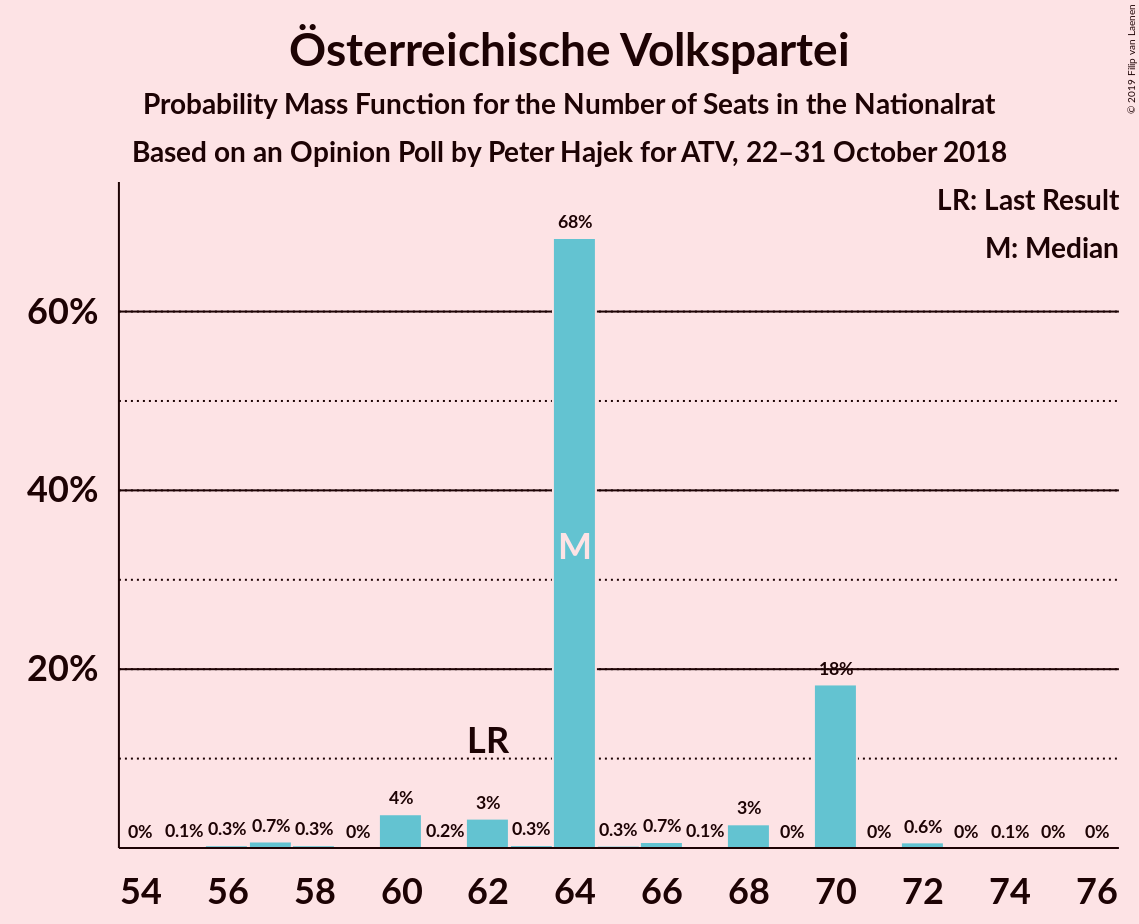 Österreichische Volkspartei
Probability Mass Function for the Number of Seats in the Nationalrat
Based on an Opinion Poll by Peter Hajek for ATV, 22–31 October 2018
© 2019 Filip van Laenen
LR: Last Result
M: Median
60%
40%
20%
0%
0.1%
0.3%
0.7%
0.3%
0%
4%
0.2%
3%
0.3%
68%
0.3%
0.7%
0.1%
3%
0%
18%
0%
0.6%
0%
0.1%
0%
0%
LR
M
54 56 58 60 62 64 66 68 70 72 74 76